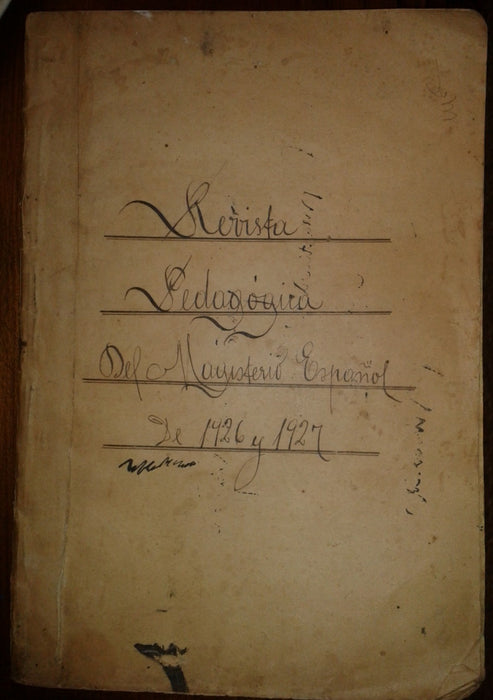 Revista
Pedagógica
Del Magisterio Español
De 1926 y 1927